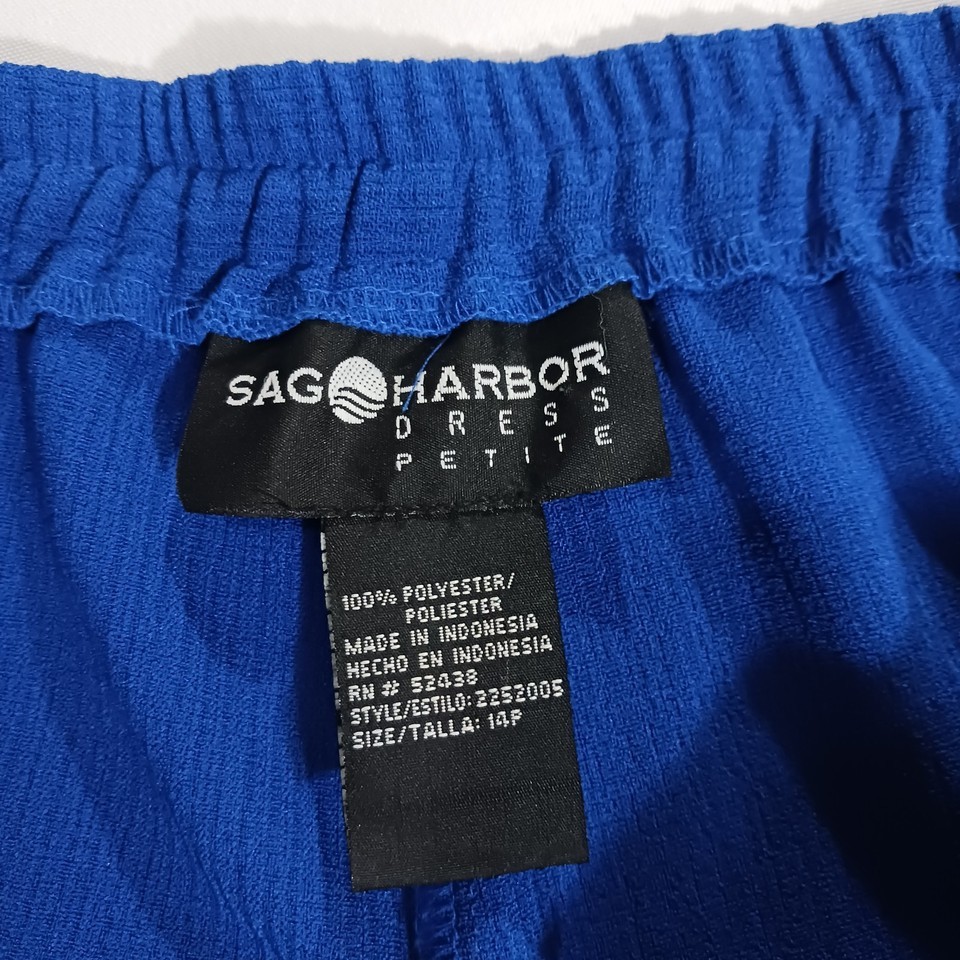 SAG HARBOR
DRESS
PETITE
100% POLYESTER/
POLIESTER
MADE IN INDONESIA
HECHO EN INDONESIA
RN # 52438
STYLE/ESTILO: 2252005
SIZE/TALLA: 14P